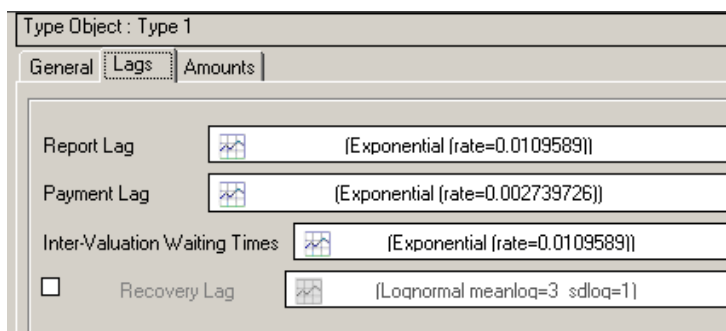 Type Object : Type 1
General Lags Amounts
Report Lag (Exponential (rate=0.0109589))
Payment Lag (Exponential (rate=0.002739726))
Inter-Valuation Waiting Times (Exponential (rate=0.0109589))
Recovery Lag (Lognormal meanlog=3 sdlog=1)